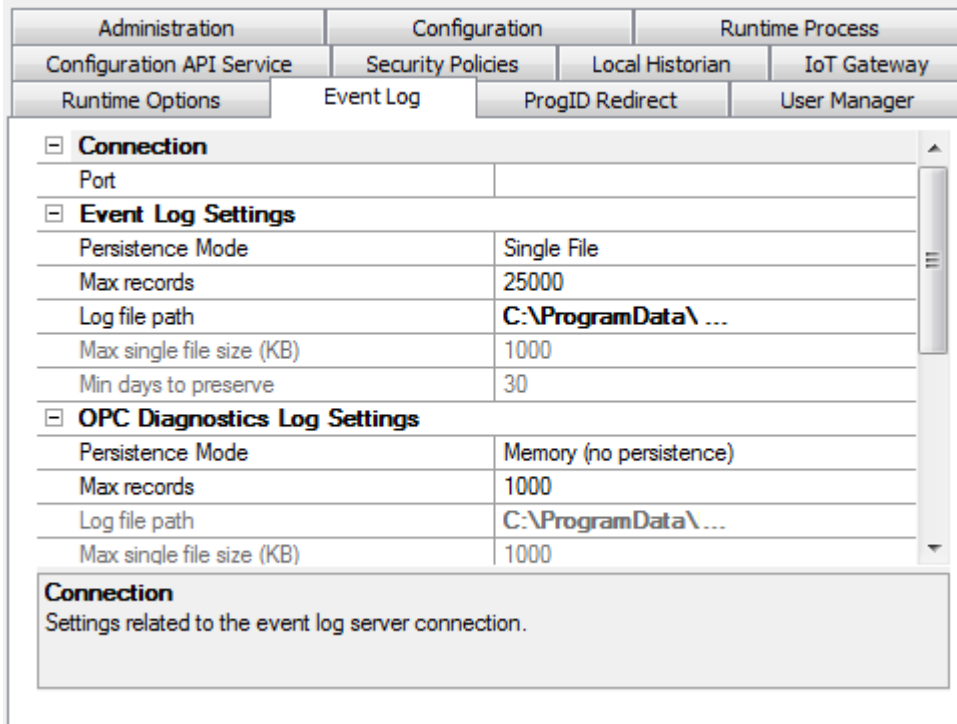 Administration Configuration Runtime Process
Configuration API Service Security Policies Local Historian IoT Gateway
Runtime Options Event Log ProgID Redirect User Manager
Connection
Port
Event Log Settings
Persistence Mode Single File
Max records 25000
Log file path C:\ProgramData\ ...
Max single file size (KB) 1000
Min days to preserve 30
OPC Diagnostics Log Settings
Persistence Mode Memory (no persistence)
Max records 1000
Log file path C:\ProgramData\ ...
Max single file size (KB) 1000
Connection
Settings related to the event log server connection.